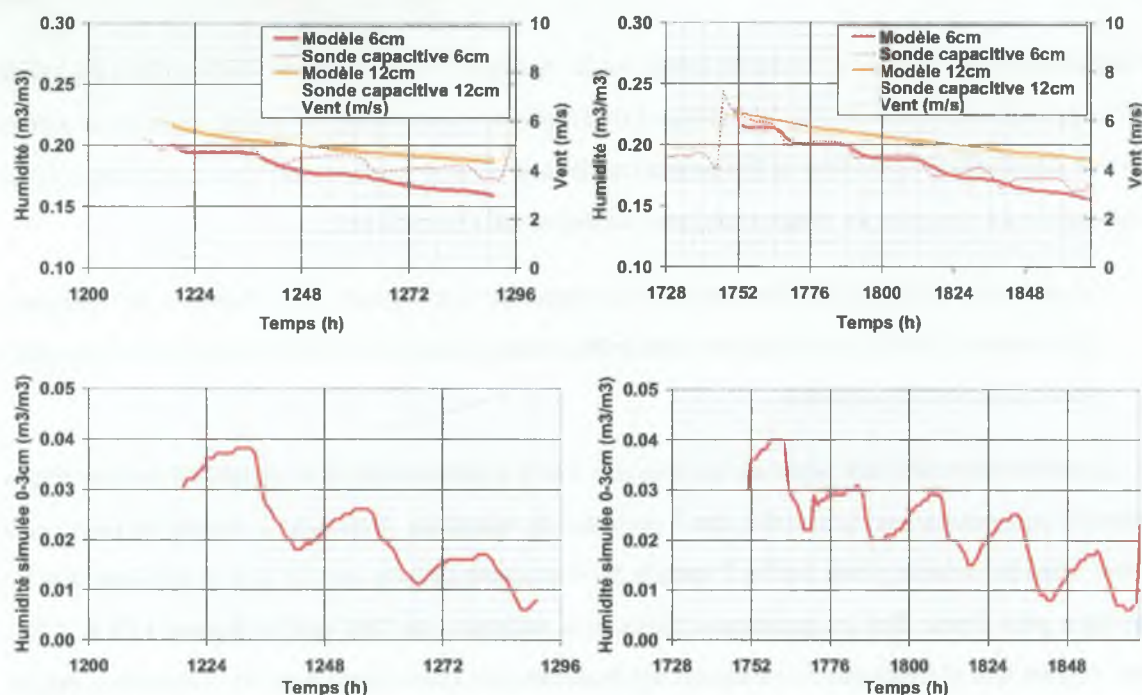 Humidité (m3/m3)
0.30
0.25
0.20
0.15
0.10
Modèle 6cm
Sonde capacitive 6cm
Modèle 12cm
Sonde capacitive 12cm
Vent (m/s)
10
8
6
4
2
0
Vent (m/s)
1200 1224 1248 1272 1296
Temps (h)
Humidité (m3/m3)
0.30
0.25
0.20
0.15
0.10
Modèle 6cm
Sonde capacitive 6cm
Modèle 12cm
Sonde capacitive 12cm
Vent (m/s)
10
8
6
4
2
0
Vent (m/s)
1728 1752 1776 1800 1824 1848
Temps (h)
Humidité simulée 0-3cm (m3/m3)
0.05
0.04
0.03
0.02
0.01
0.00
1200 1224 1248 1272 1296
Temps (h)
Humidité simulée 0-3cm (m3/m3)
0.05
0.04
0.03
0.02
0.01
0.00
1728 1752 1776 1800 1824 1848
Temps (h)